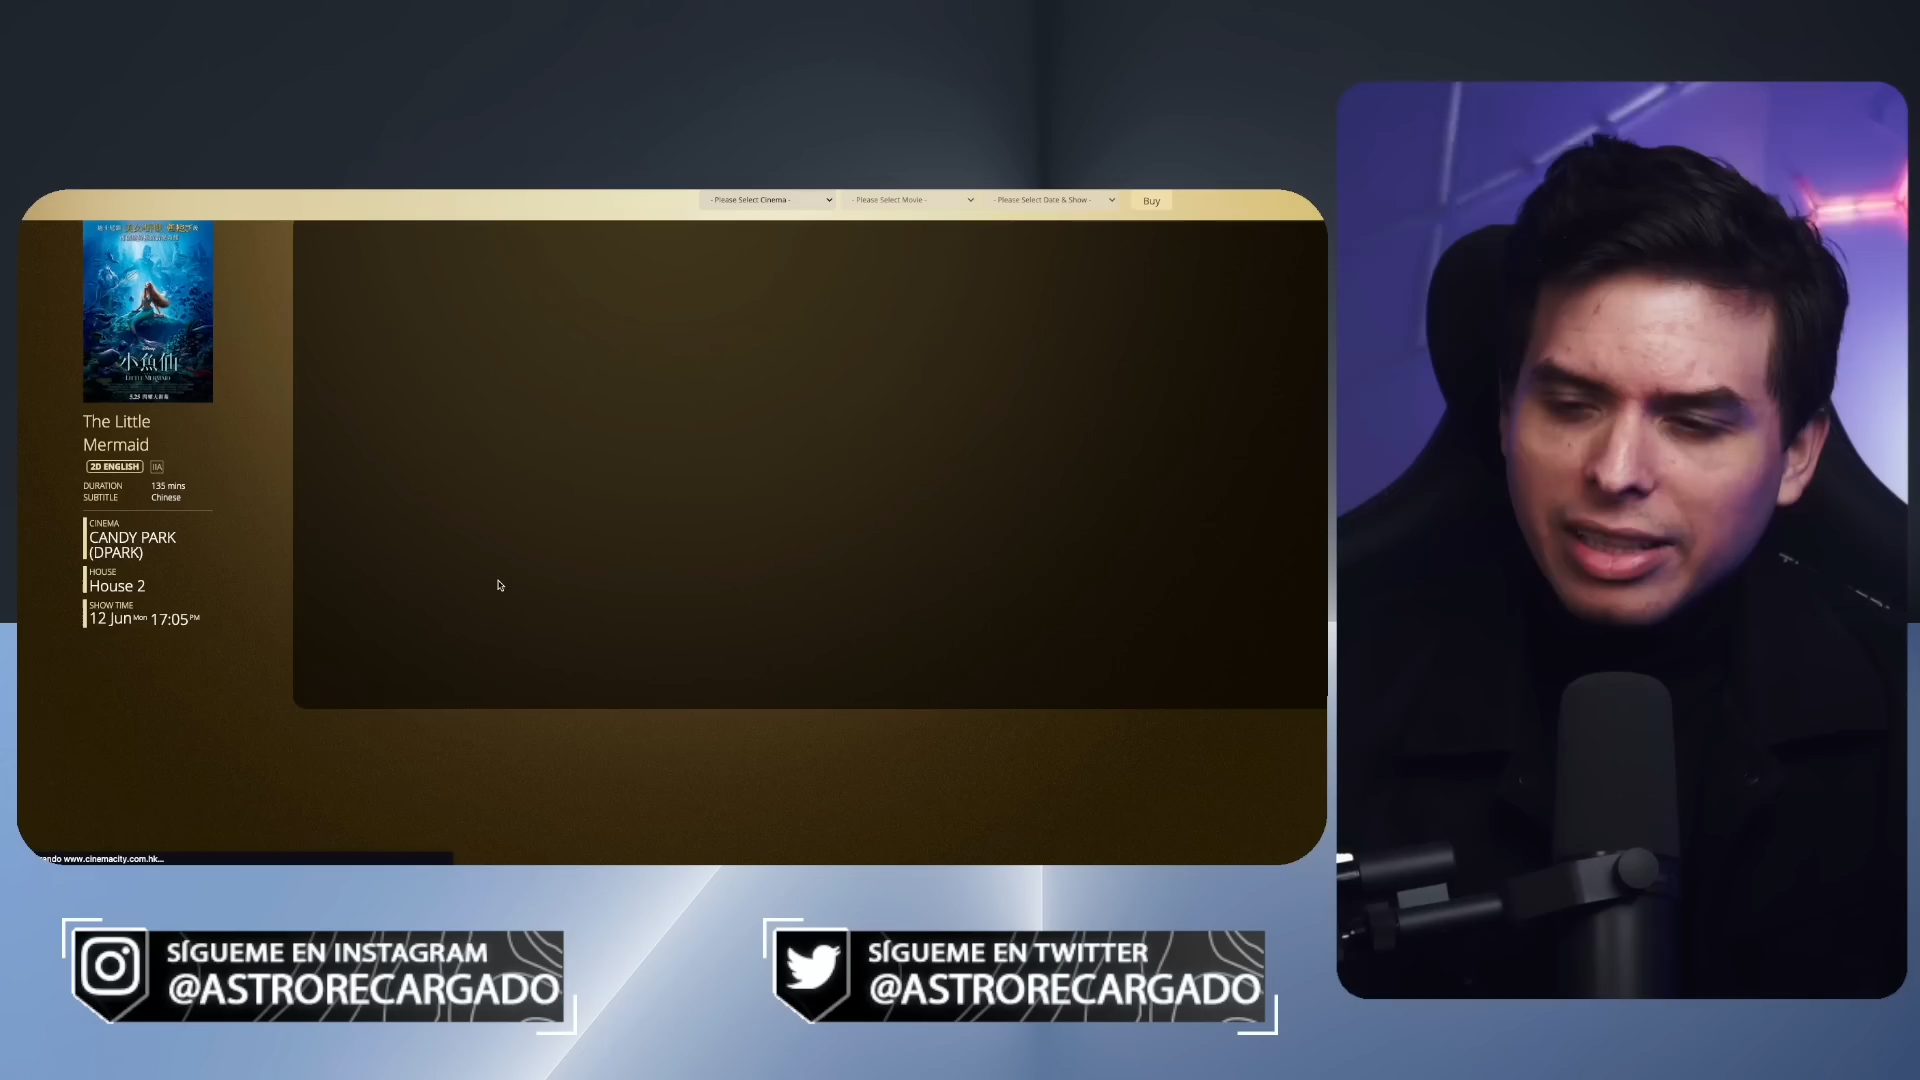 - Please Select Cinema -
- Please Select Movie -
- Please Select Date & Show -
Buy
小魚仙
The Little
Mermaid
2D ENGLISH IIA
DURATION 135 mins
SUBTITLE Chinese
CINEMA
CANDY PARK
(DPARK)
HOUSE
House 2
SHOW TIME
12 Jun Mon 17:05 PM
ando www.cinemacity.com.hk...
SÍGUEME EN INSTAGRAM
@ASTRORECARGADO
SÍGUEME EN TWITTER
@ASTRORECARGADO